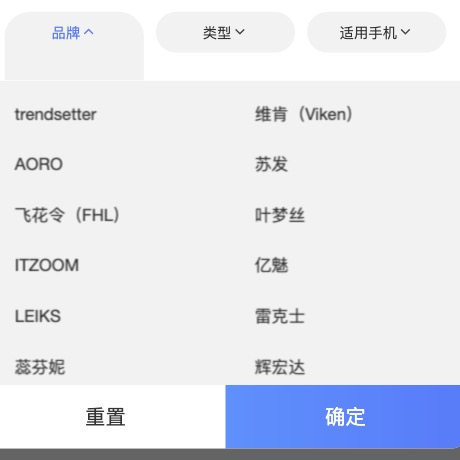 品牌 类型 适用手机
trendsetter 维肯（Viken）
AORO 苏发
飞花令（FHL） 叶梦丝
ITZOOM 亿魅
LEIKS 雷克士
蕊芬妮 辉宏达
重置 确定